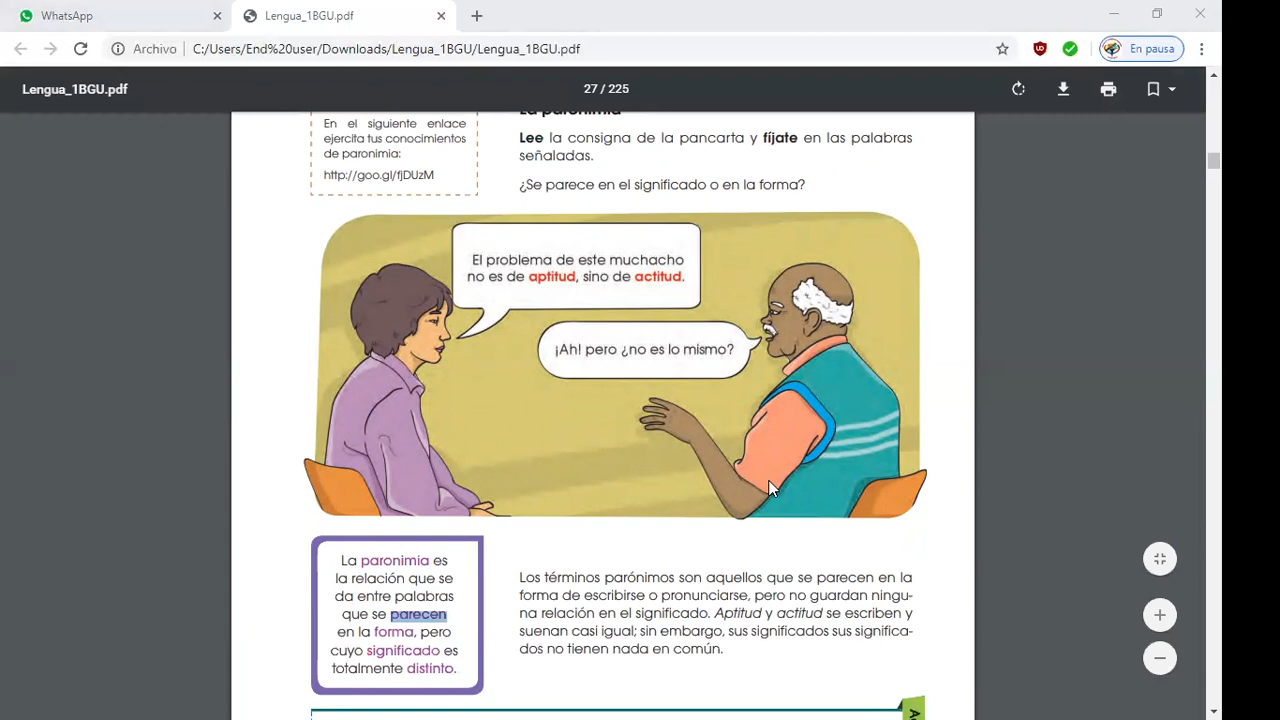 WhatsApp
Lengua_1BGU.pdf
Archivo
C:/Users/End%20user/Downloads/Lengua_1BGU/Lengua_1BGU.pdf
En pausa
Lengua_1BGU.pdf
27 / 225
En el siguiente enlace
ejercita tus conocimientos
de paronimia:
http://goo.gl/fjDUzM
La paronimia
Lee la consigna de la pancarta y fíjate en las palabras
señaladas.
¿Se parece en el significado o en la forma?
El problema de este muchacho
no es de aptitud, sino de actitud.
¡Ah! pero ¿no es lo mismo?
La paronimia es
la relación que se
da entre palabras
que se parecen
en la forma, pero
cuyo significado es
totalmente distinto.
Los términos parónimos son aquellos que se parecen en la
forma de escribirse o pronunciarse, pero no guardan ningu-
na relación en el significado. Aptitud y actitud se escriben y
suenan casi igual; sin embargo, sus significados sus significa-
dos no tienen nada en común.